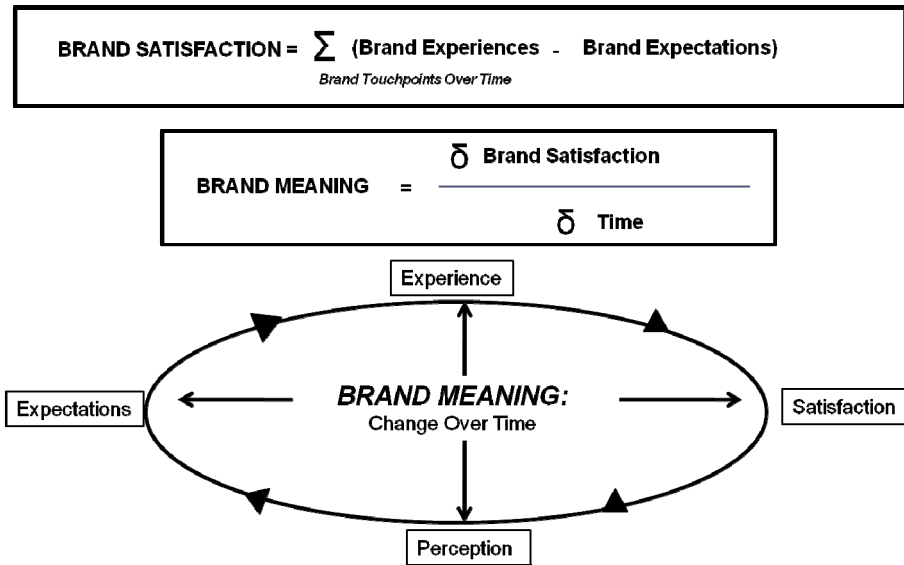 BRAND SATISFACTION = Σ (Brand Experiences - Brand Expectations)
Brand Touchpoints Over Time
δ Brand Satisfaction
BRAND MEANING =
δ Time
Experience
Expectations
BRAND MEANING:
Change Over Time
Satisfaction
Perception